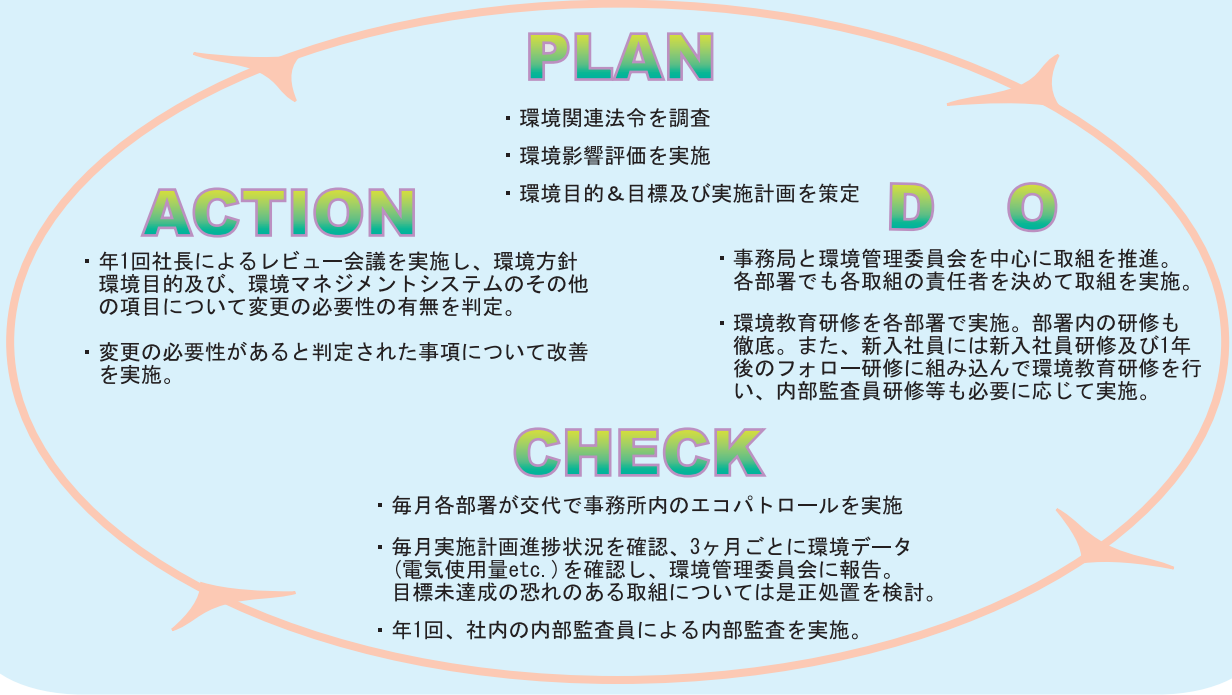 PLAN
・環境関連法令を調査
・環境影響評価を実施
・環境目的＆目標及び実施計画を策定
D O
・事務局と環境管理委員会を中心に取組を推進。
各部署でも各取組の責任者を決めて取組を実施。
・環境教育研修を各部署で実施。部署内の研修も
徹底。また、新入社員には新入社員研修及び1年
後のフォロー研修に組み込んで環境教育研修を行
い、内部監査員研修等も必要に応じて実施。
CHECK
・毎月各部署が交代で事務所内のエコパトロールを実施
・毎月実施計画進捗状況を確認、3ヶ月ごとに環境データ
(電気使用量etc.)を確認し、環境管理委員会に報告。
目標未達成の恐れのある取組については是正処置を検討。
・年1回、社内の内部監査員による内部監査を実施。
ACTION
・年1回社長によるレビュー会議を実施し、環境方針
環境目的及び、環境マネジメントシステムのその他
の項目について変更の必要性の有無を判定。
・変更の必要性があると判定された事項について改善
を実施。